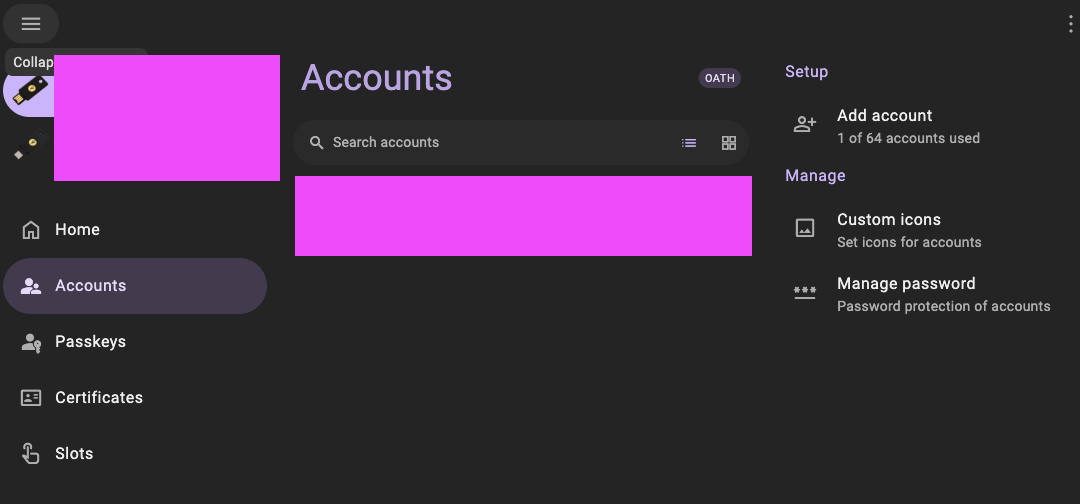 Collap
Accounts
OATH
Search accounts
Home
Accounts
Passkeys
Certificates
Slots
Setup
Add account
1 of 64 accounts used
Manage
Custom icons
Set icons for accounts
Manage password
Password protection of accounts